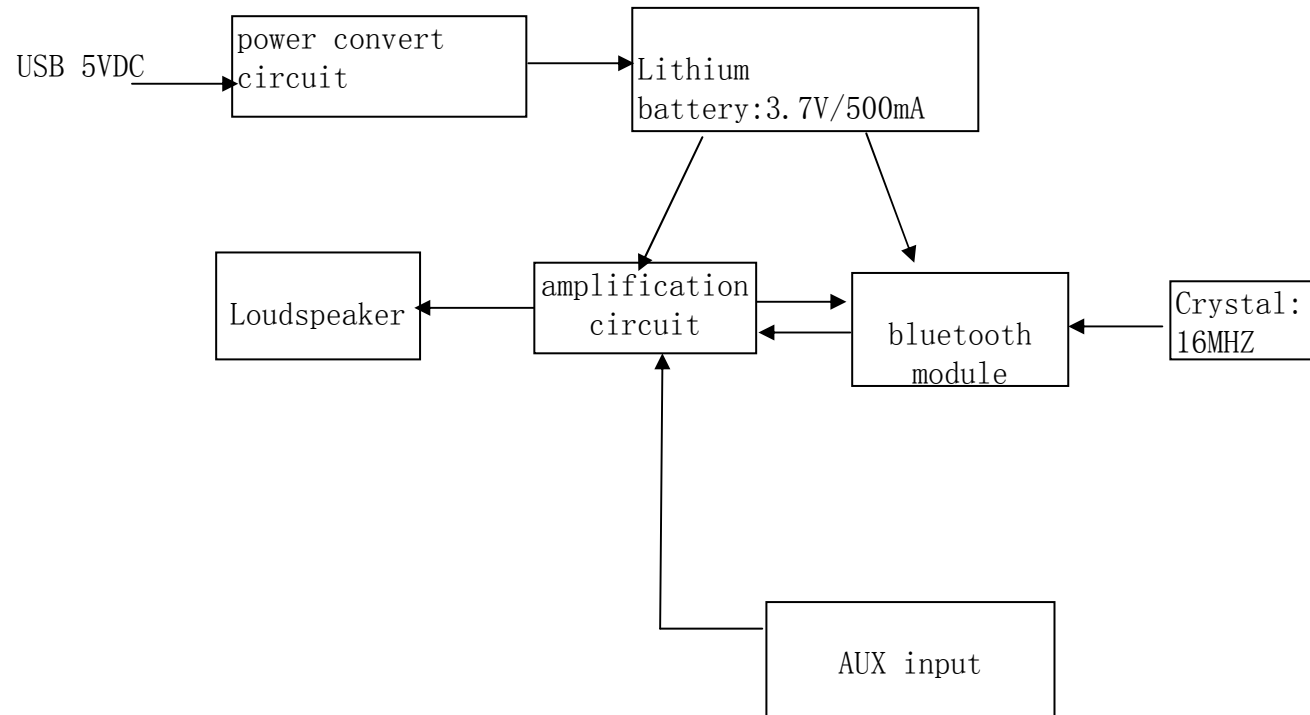 power convert
circuit
USB 5VDC
Lithium
battery:3.7V/500mA
Loudspeaker
amplification
circuit
bluetooth
module
Crystal:
16MHZ
AUX input